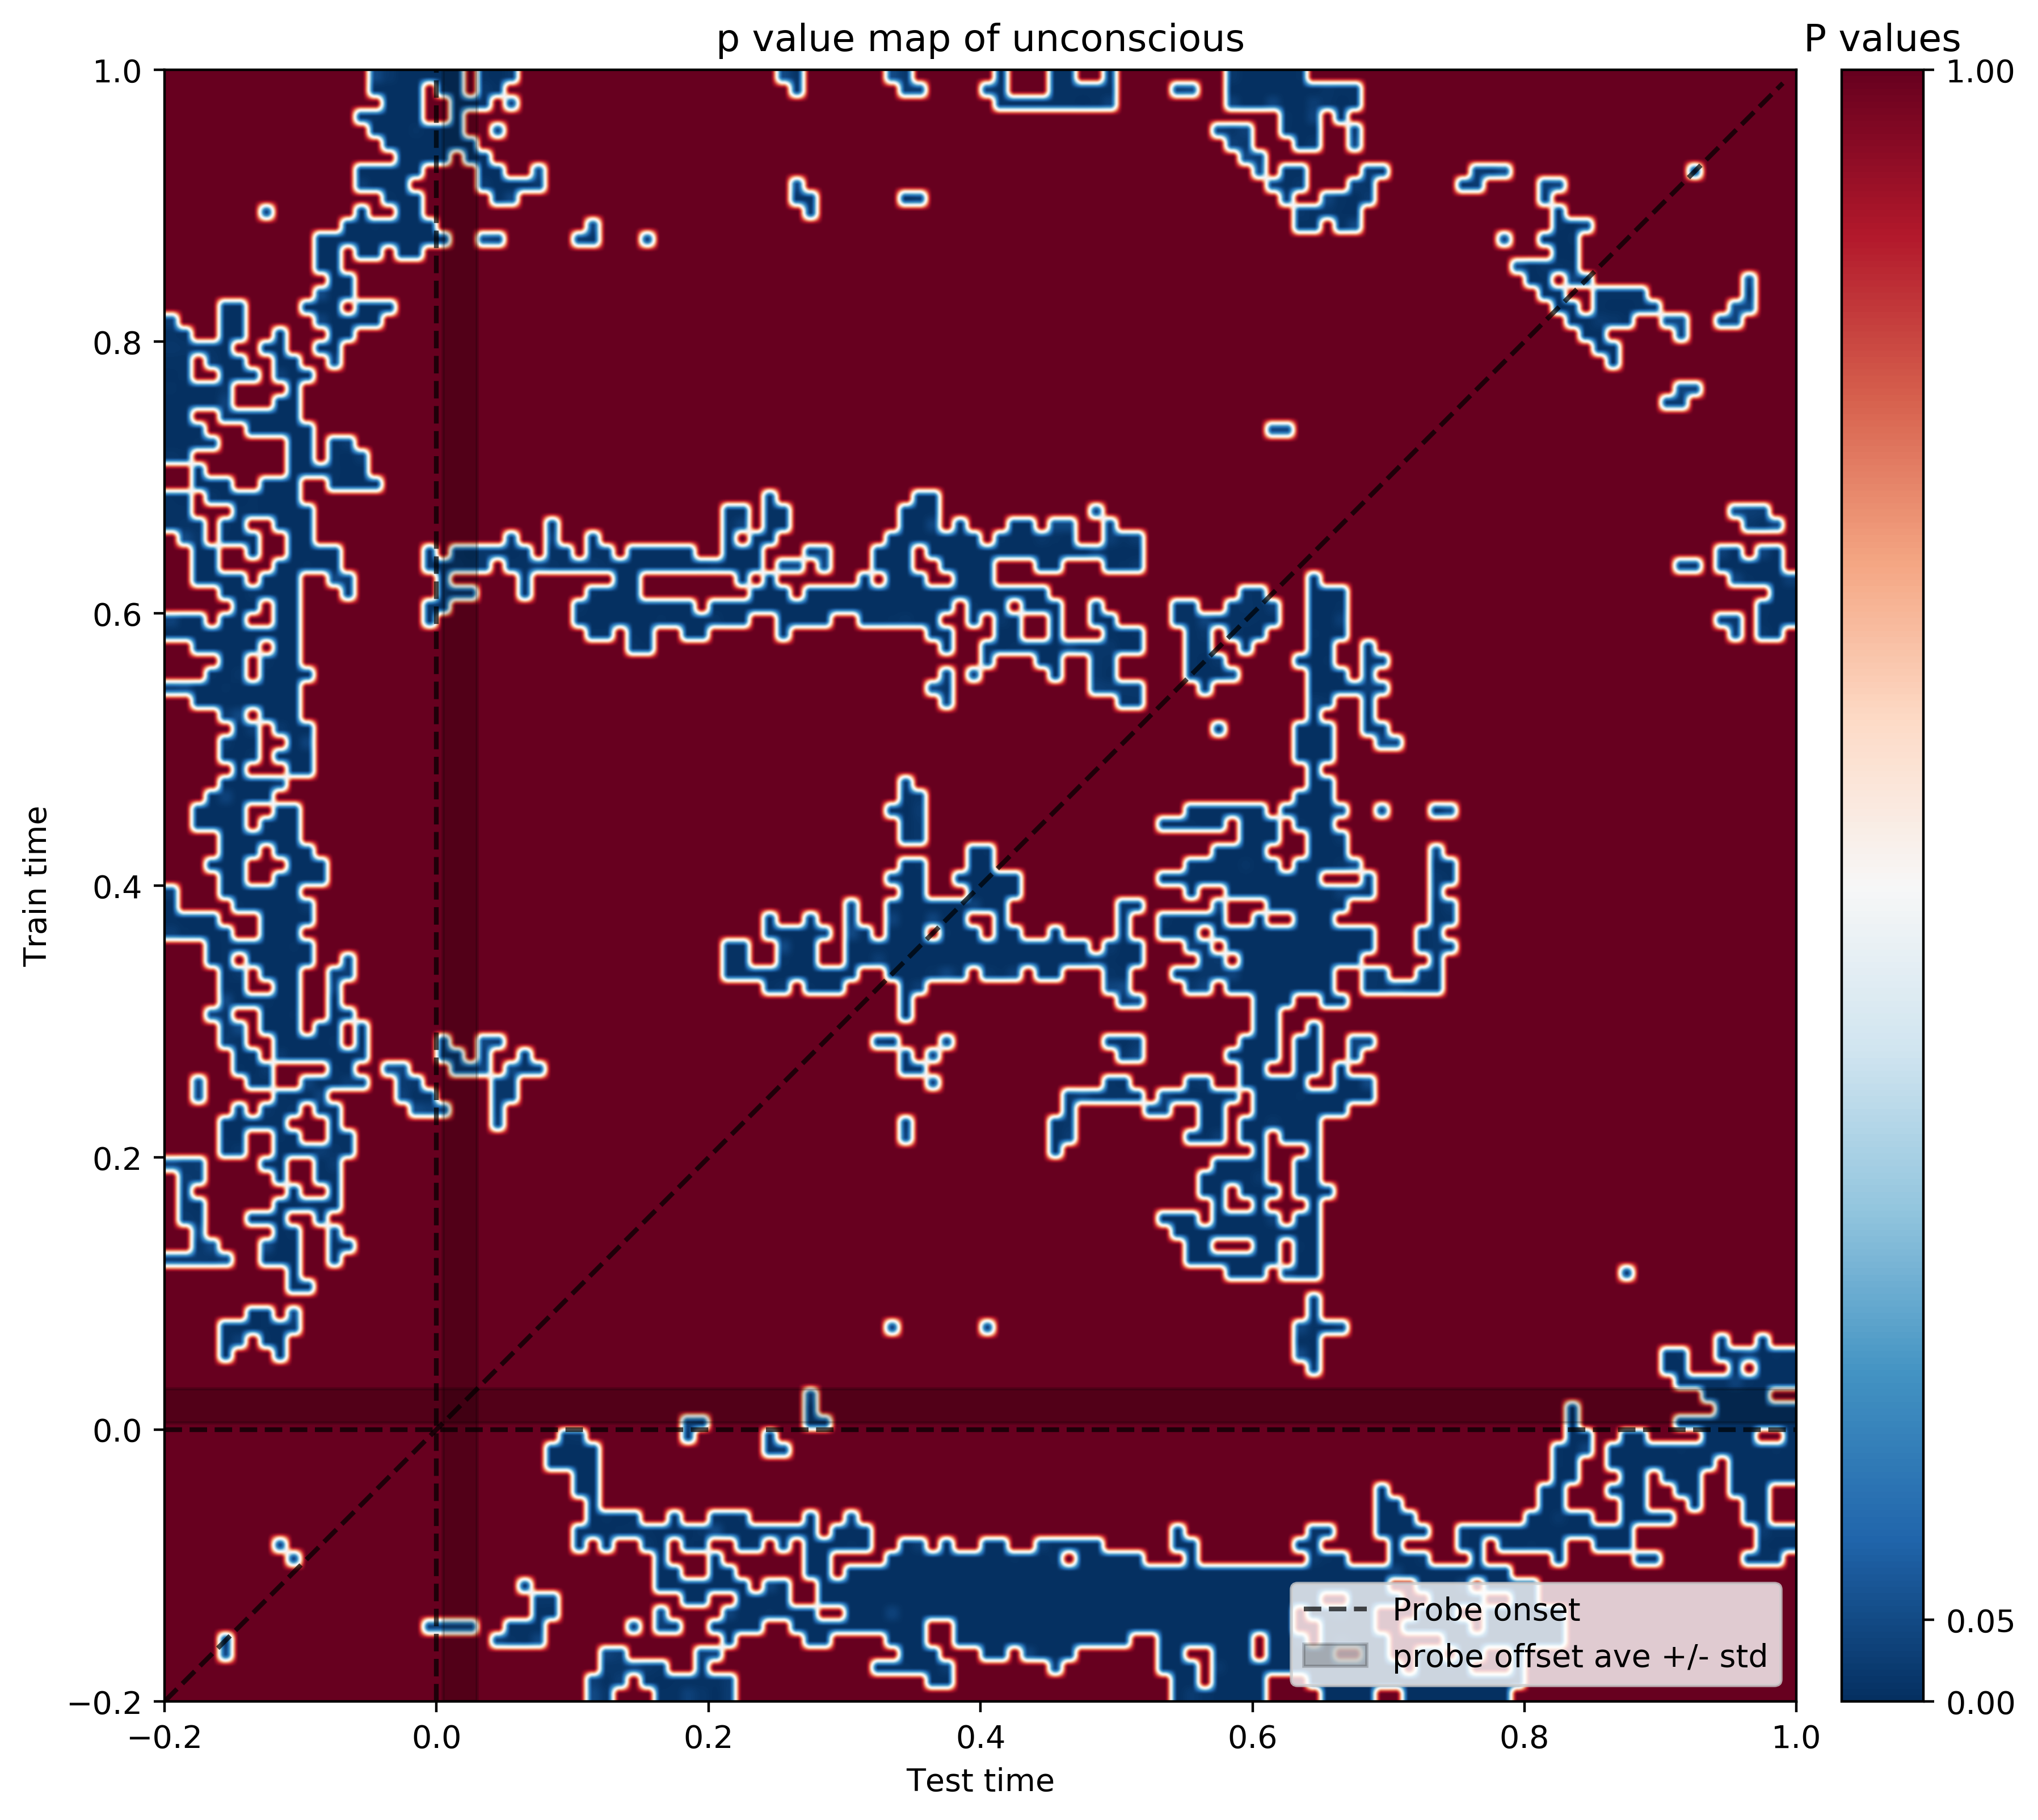 p value map of unconscious
P values
1.0
0.8
0.6
0.4
0.2
0.0
−0.2
Train time
−0.2
0.0
0.2
0.4
0.6
0.8
1.0
Test time
Probe onset
probe offset ave +/- std
1.00
0.05
0.00